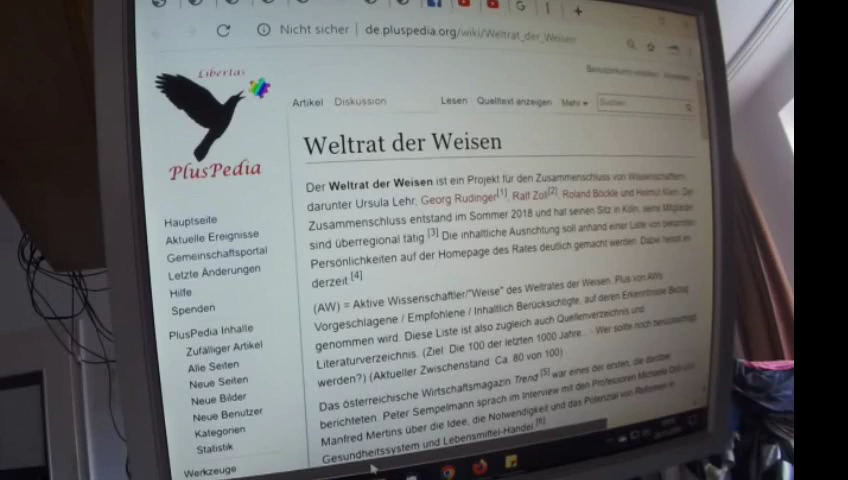 Nicht sicher | de.pluspedia.org/wiki/Weltrat_der_Weisen
Libertas
PlusPedia
Artikel Diskussion Lesen Quelltext anzeigen Mehr Suchen
Weltrat der Weisen
Der Weltrat der Weisen ist ein Projekt für den Zusammenschluss von Wissenschaftlern,
darunter Ursula Lehr, Georg Rudinger[1], Ralf Zoll[2], Roland Böckle und Helmut Klein. Der
Zusammenschluss entstand im Sommer 2018 und hat seinen Sitz in Köln, seine Mitglieder
sind überregional tätig.[3] Die inhaltliche Ausrichtung soll anhand einer Liste von bekannten
Persönlichkeiten auf der Homepage des Rates deutlich gemacht werden. Dabei heisst es
derzeit:[4]
(AW) = Aktive Wissenschaftler/"Weise" des Weltrates der Weisen. Plus von AWs
Vorgeschlagene / Empfohlene / Inhaltlich Berücksichtigte, auf deren Erkenntnisse Bezug
genommen wird. Diese Liste ist also zugleich auch Quellenverzeichnis und
Literaturverzeichnis. (Ziel: Die 100 der letzten 1000 Jahre... - Wer sollte noch berücksichtigt
werden?) (Aktueller Zwischenstand: Ca. 80 von 100)
Das österreichische Wirtschaftsmagazin Trend[5] war eines der ersten, die darüber
berichteten. Peter Sempelmann sprach im Interview mit den Professoren Michael
Manfred Mertins über die Idee, die Notwendigkeit und das Potenzial von Reformen in
Gesundheitssystem und Lebensmittel-Handel.[6]
Hauptseite
Aktuelle Ereignisse
Gemeinschaftsportal
Letzte Änderungen
Hilfe
Spenden
PlusPedia Inhalte
Zufälliger Artikel
Alle Seiten
Neue Seiten
Neue Bilder
Neue Benutzer
Kategorien
Statistik
Werkzeuge